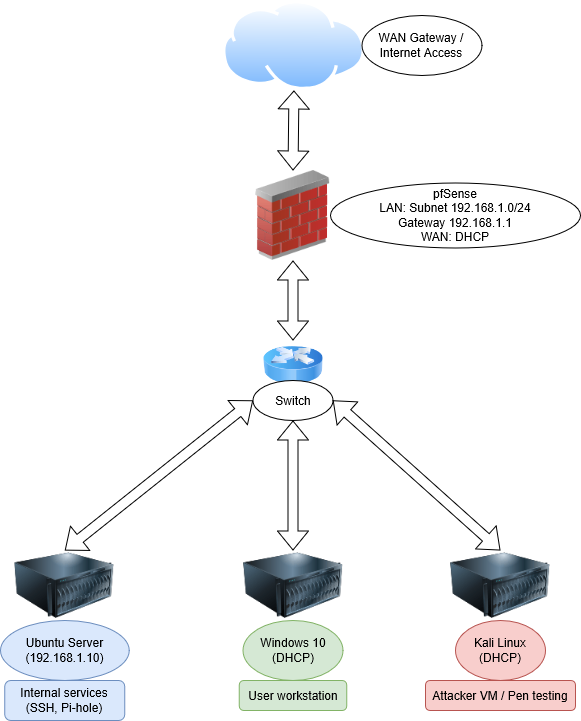 WAN Gateway /
Internet Access
pfSense
LAN: Subnet 192.168.1.0/24
Gateway 192.168.1.1
WAN: DHCP
Switch
Ubuntu Server
(192.168.1.10)
Internal services
(SSH, Pi-hole)
Windows 10
(DHCP)
User workstation
Kali Linux
(DHCP)
Attacker VM / Pen testing